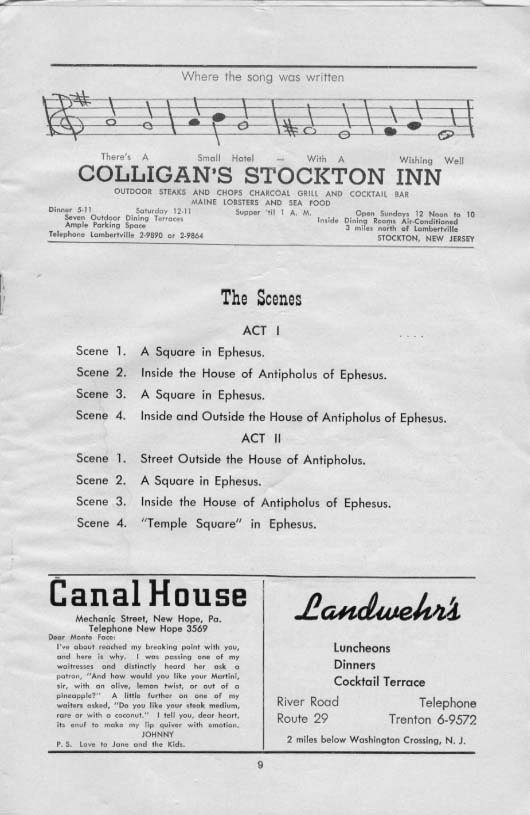 Where the song was written
There's A Small Hotel — With A Wishing Well
COLLIGAN'S STOCKTON INN
OUTDOOR STEAKS AND CHOPS CHARCOAL GRILL AND COCKTAIL BAR
MAINE LOBSTERS AND SEA FOOD
Dinner 5-11 Saturday 12-11 Supper 'til 1 A. M. Open Sundays 12 Noon to 10
Seven Outdoor Dining Terraces Inside Dining Rooms Air-Conditioned
Ample Parking Space 3 miles north of Lambertville
Telephone Lambertville 2-9890 or 2-9864 STOCKTON, NEW JERSEY
The Scenes
ACT I
Scene 1. A Square in Ephesus.
Scene 2. Inside the House of Antipholus of Ephesus.
Scene 3. A Square in Ephesus.
Scene 4. Inside and Outside the House of Antipholus of Ephesus.
ACT II
Scene 1. Street Outside the House of Antipholus.
Scene 2. A Square in Ephesus.
Scene 3. Inside the House of Antipholus of Ephesus.
Scene 4. "Temple Square" in Ephesus.
Canal House
Mechanic Street, New Hope, Pa.
Telephone New Hope 3569
Dear Monte Face:
I've about reached my breaking point with you,
and here is why. I was passing one of my
waitresses and distinctly heard her ask a
patron, "And how would you like your Martini,
sir, with an olive, lemon twist, or out of a
pineapple?" A little further on one of my
waiters asked, "Do you like your steak medium,
rare or with a coconut." I tell you, dear heart,
its enuf to make my lip quiver with emotion.
JOHNNY
P. S. Love to Jane and the Kids.
Landwehr's
Luncheons
Dinners
Cocktail Terrace
River Road Telephone
Route 29 Trenton 6-9572
2 miles below Washington Crossing, N. J.
9